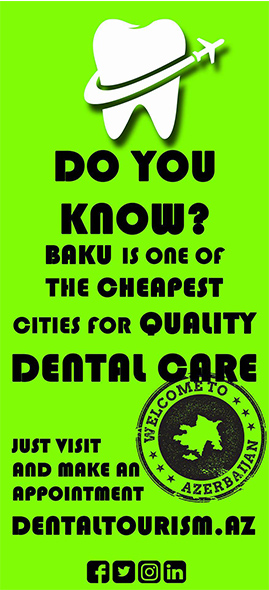 DO YOU
KNOW?
BAKU IS ONE OF
THE CHEAPEST
CITIES FOR QUALITY
DENTAL CARE
WELCOME TO
AZERBAIJAN
JUST VISIT
AND MAKE AN
APPOINTMENT
DENTALTOURISM.AZ